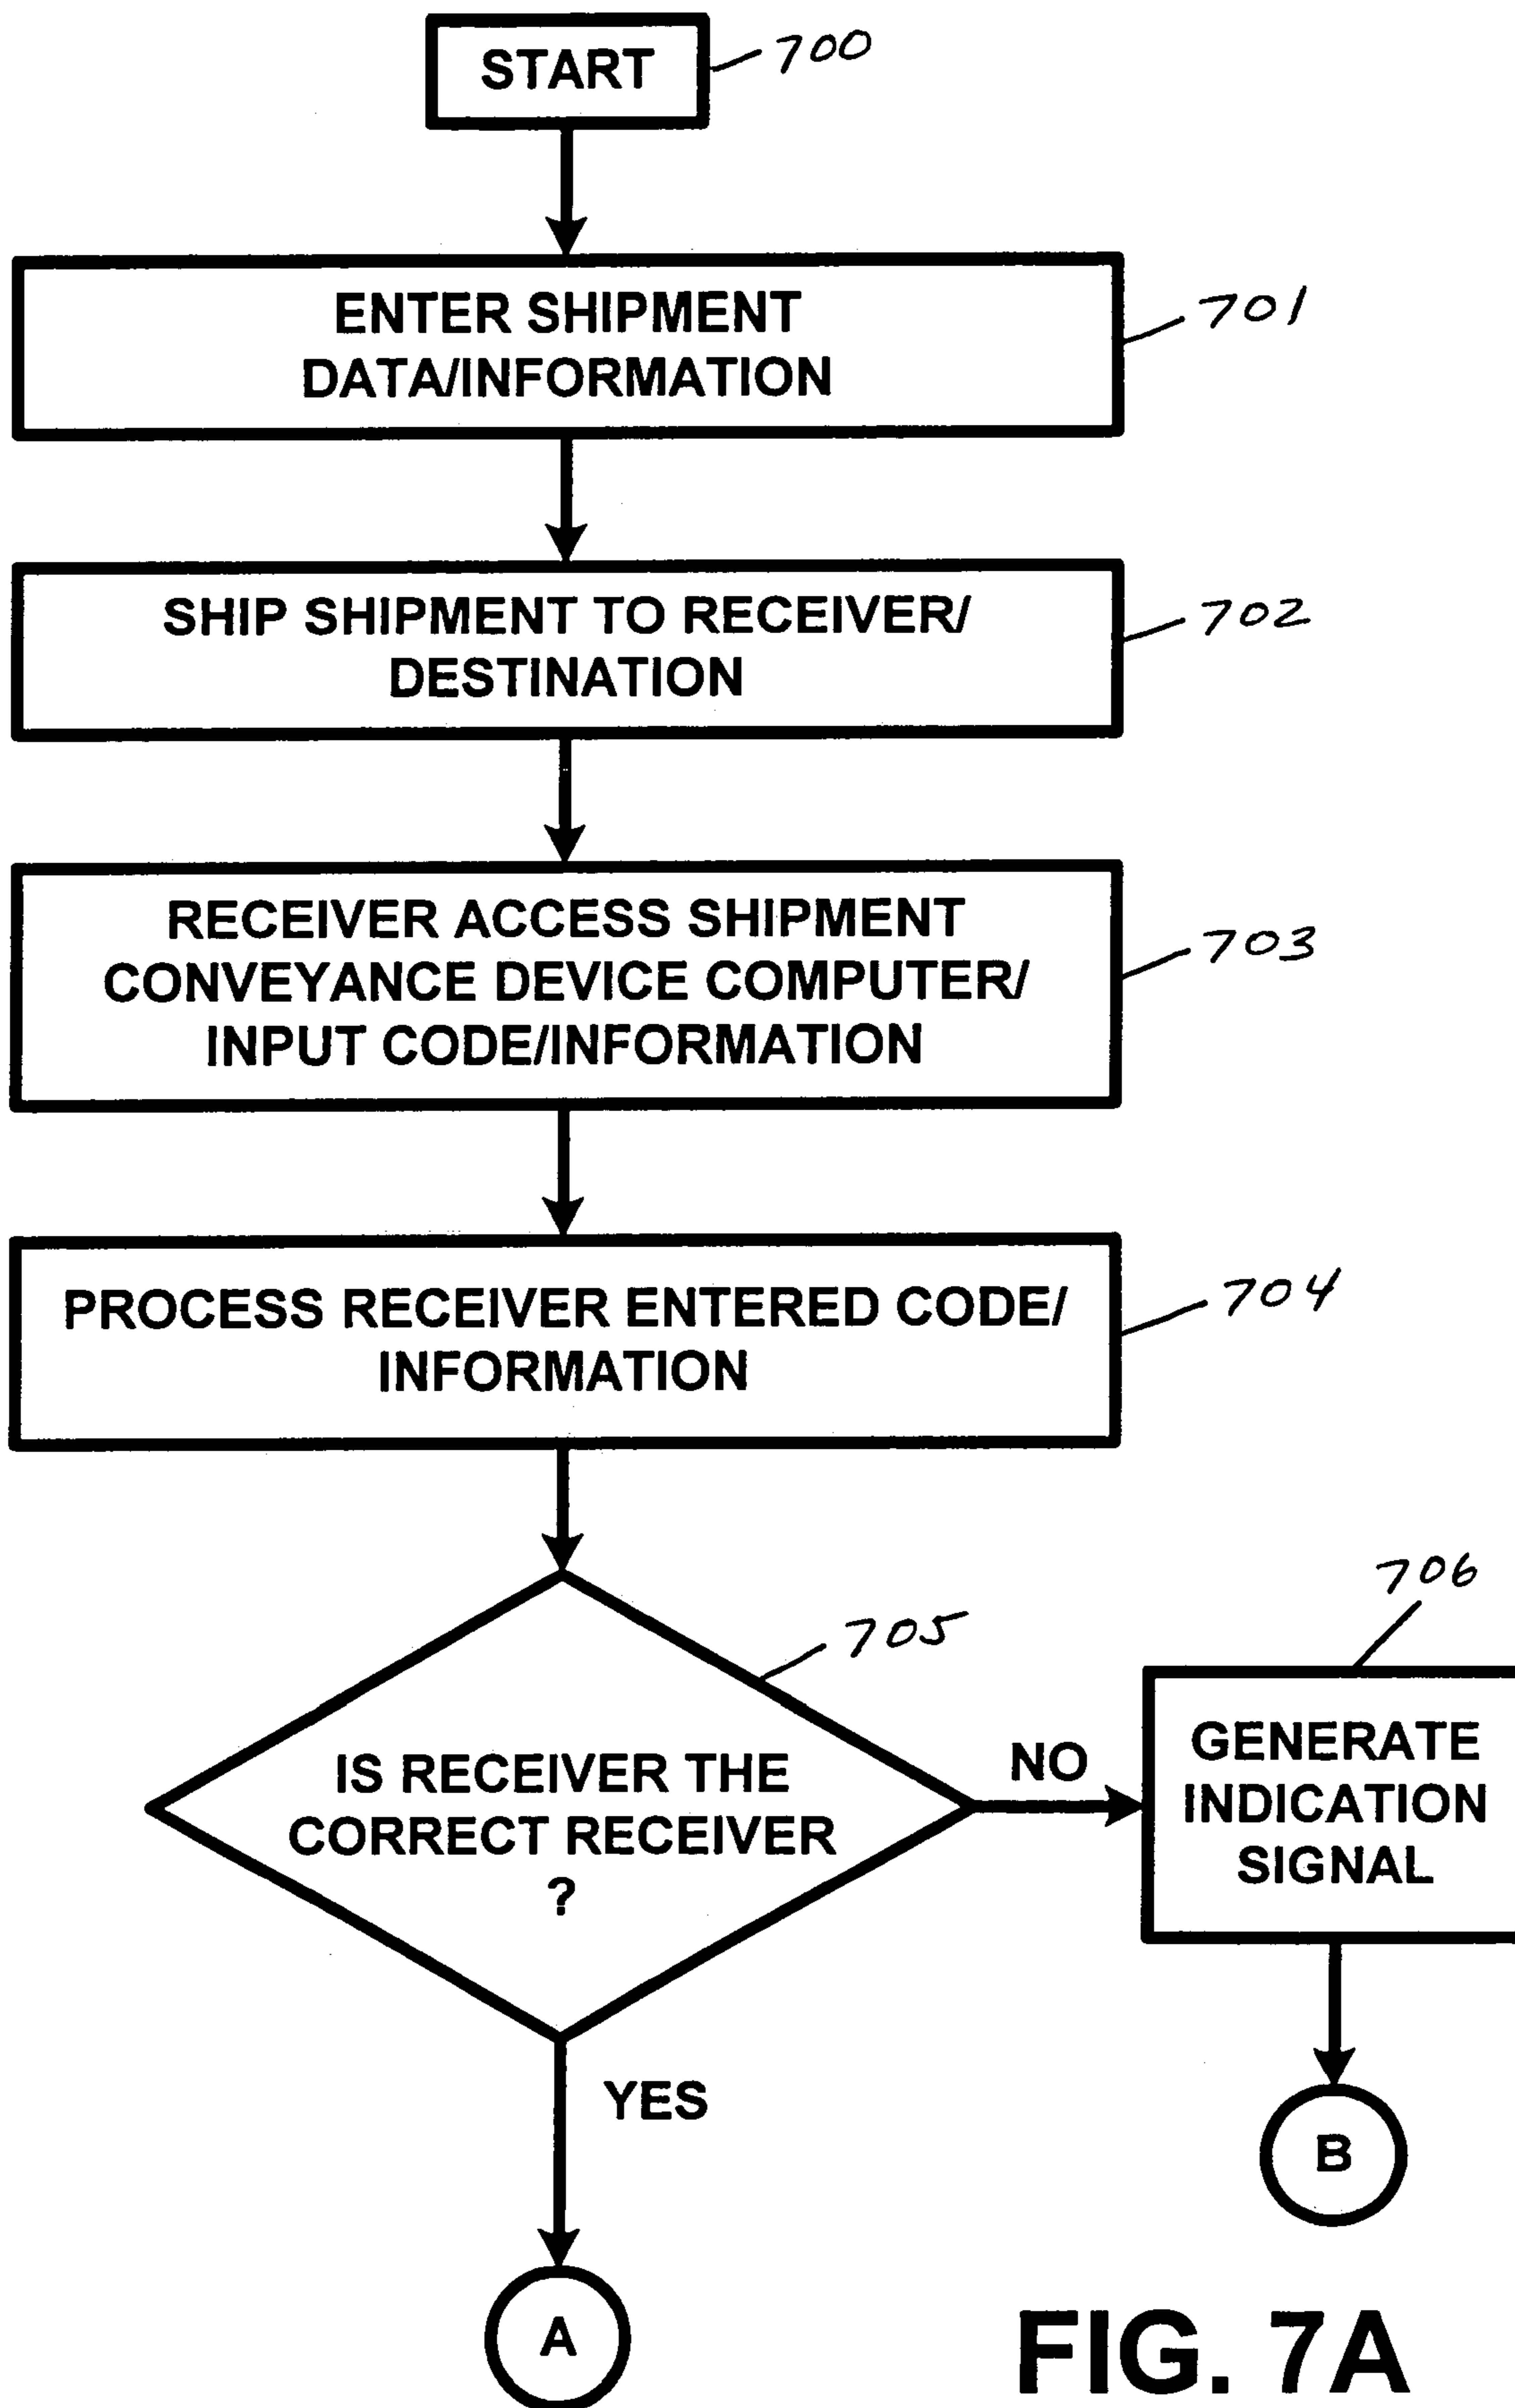 START
700
ENTER SHIPMENT
DATA/INFORMATION
701
SHIP SHIPMENT TO RECEIVER/
DESTINATION
702
RECEIVER ACCESS SHIPMENT
CONVEYANCE DEVICE COMPUTER/
INPUT CODE/INFORMATION
703
PROCESS RECEIVER ENTERED CODE/
INFORMATION
704
IS RECEIVER THE
CORRECT RECEIVER
?
705
NO
706
GENERATE
INDICATION
SIGNAL
YES
B
A
FIG. 7A